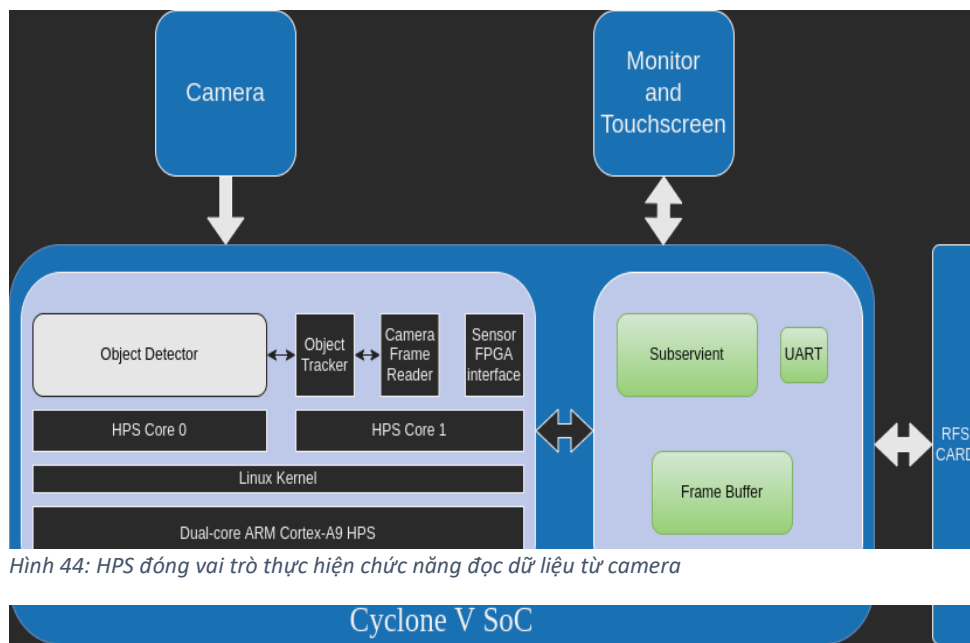 Camera
Monitor
and
Touchscreen
Object Detector
Object
Tracker
Camera
Frame
Reader
Sensor
FPGA
interface
Subservient
UART
HPS Core 0
HPS Core 1
RFS
CARD
Linux Kernel
Frame Buffer
Dual-core ARM Cortex-A9 HPS
Hình 44: HPS đóng vai trò thực hiện chức năng đọc dữ liệu từ camera
Cyclone V SoC